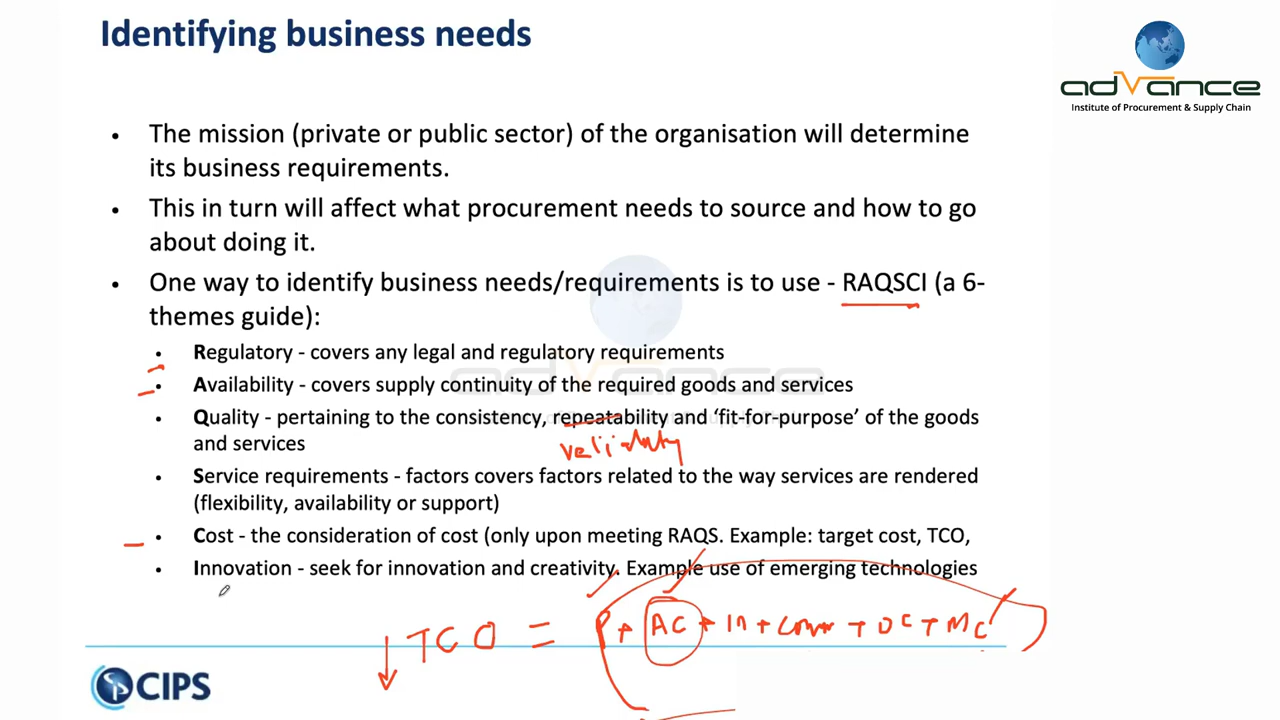 Identifying business needs
adVance
Institute of Procurement & Supply Chain
• The mission (private or public sector) of the organisation will determine
its business requirements.
• This in turn will affect what procurement needs to source and how to go
about doing it.
• One way to identify business needs/requirements is to use - RAQSCI (a 6-
themes guide):
• Regulatory - covers any legal and regulatory requirements
• Availability - covers supply continuity of the required goods and services
• Quality - pertaining to the consistency, repeatability and ‘fit-for-purpose’ of the goods
and services
• Service requirements - factors covers factors related to the way services are rendered
(flexibility, availability or support)
• Cost - the consideration of cost (only upon meeting RAQS. Example: target cost, TCO,
• Innovation - seek for innovation and creativity. Example use of emerging technologies
↓ TCO = P + AC + In + + OC + MC
CIPS